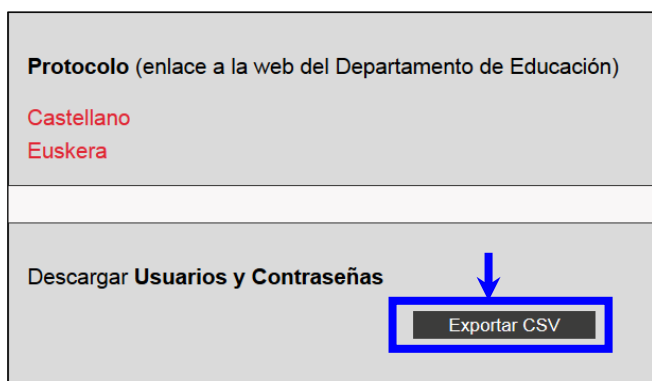 Protocolo (enlace a la web del Departamento de Educación)
Castellano
Euskera
Descargar Usuarios y Contraseñas
Exportar CSV